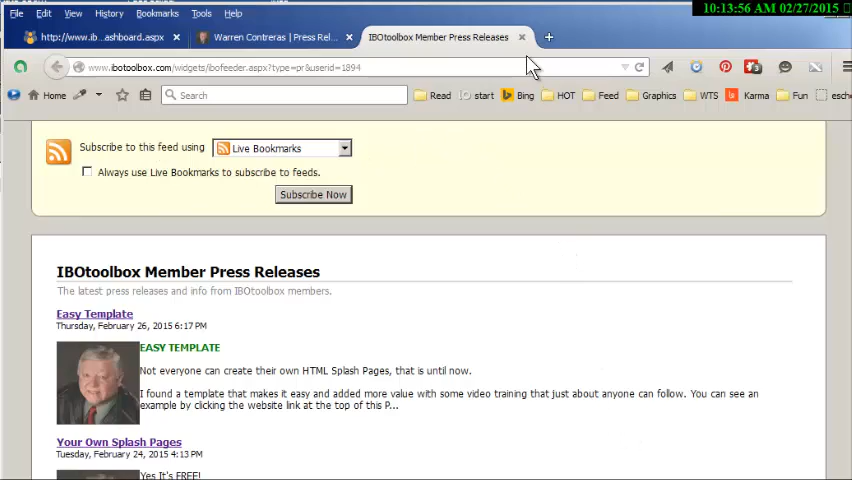 10:13:56 AM 02/27/2015
File Edit View History Bookmarks Tools Help
http://www.ib...ashboard.aspx × Warren Contreras | Press Rel... × IBOtoolbox Member Press Releases × +
www.ibotoolbox.com/widgets/ibofeeder.aspx?type=pr&userid=1894
Home Search Read start Bing HOT Feed Graphics WTS Karma Fun esche
Subscribe to this feed using Live Bookmarks
Always use Live Bookmarks to subscribe to feeds.
Subscribe Now
IBOtoolbox Member Press Releases
The latest press releases and info from IBOtoolbox members.
Easy Template
Thursday, February 26, 2015 6:17 PM
EASY TEMPLATE
Not everyone can create their own HTML Splash Pages, that is until now.
I found a template that makes it easy and added more value with some video training that just about anyone can follow. You can see an
example by clicking the website link at the top of this P...
Your Own Splash Pages
Tuesday, February 24, 2015 4:13 PM
Yes It's FREE!